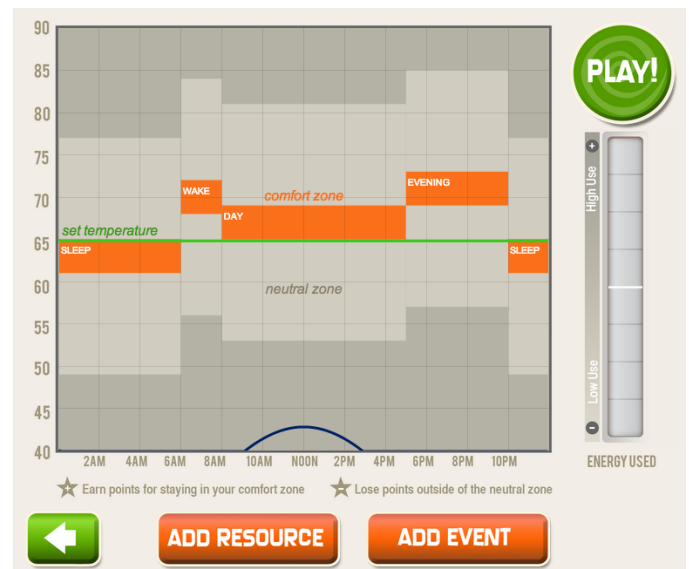 90
85
80
75
70
65
60
55
50
45
40
WAKE
comfort zone
EVENING
DAY
set temperature
SLEEP
SLEEP
neutral zone
2AM 4AM 6AM 8AM 10AM NOON 2PM 4PM 6PM 8PM 10PM
Earn points for staying in your comfort zone
Lose points outside of the neutral zone
ADD RESOURCE
ADD EVENT
PLAY!
+
High Use
Low Use
-
ENERGY USED